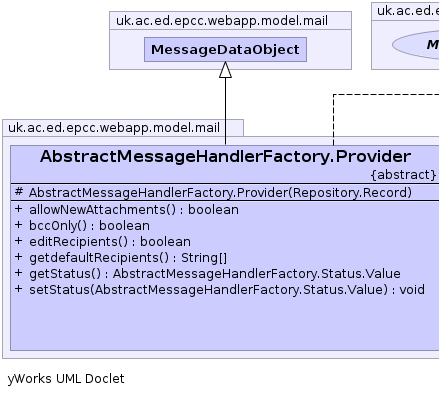 uk.ac.ed.epcc.webapp.model.mail
uk.ac.ed.epc
MessageDataObject
M
uk.ac.ed.epcc.webapp.model.mail
AbstractMessageHandlerFactory.Provider
{abstract}
# AbstractMessageHandlerFactory.Provider(Repository.Record)
+ allowNewAttachments() : boolean
+ bccOnly() : boolean
+ editRecipients() : boolean
+ getdefaultRecipients() : String[]
+ getStatus() : AbstractMessageHandlerFactory.Status.Value
+ setStatus(AbstractMessageHandlerFactory.Status.Value) : void
yWorks UML Doclet